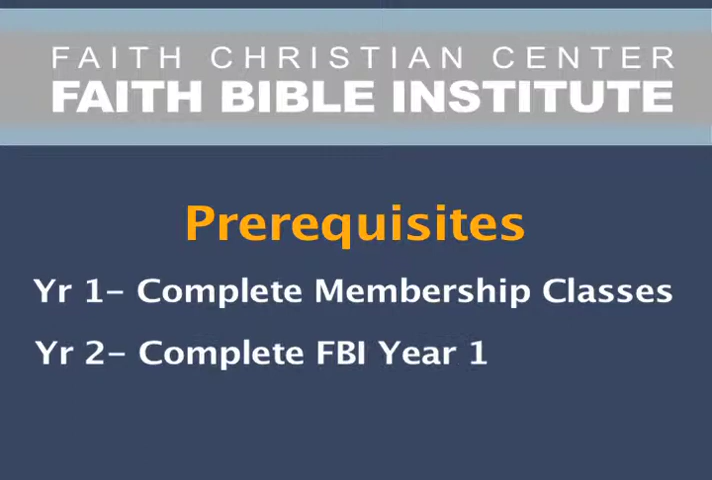 FAITH CHRISTIAN CENTER
FAITH BIBLE INSTITUTE
Prerequisites
Yr 1- Complete Membership Classes
Yr 2- Complete FBI Year 1